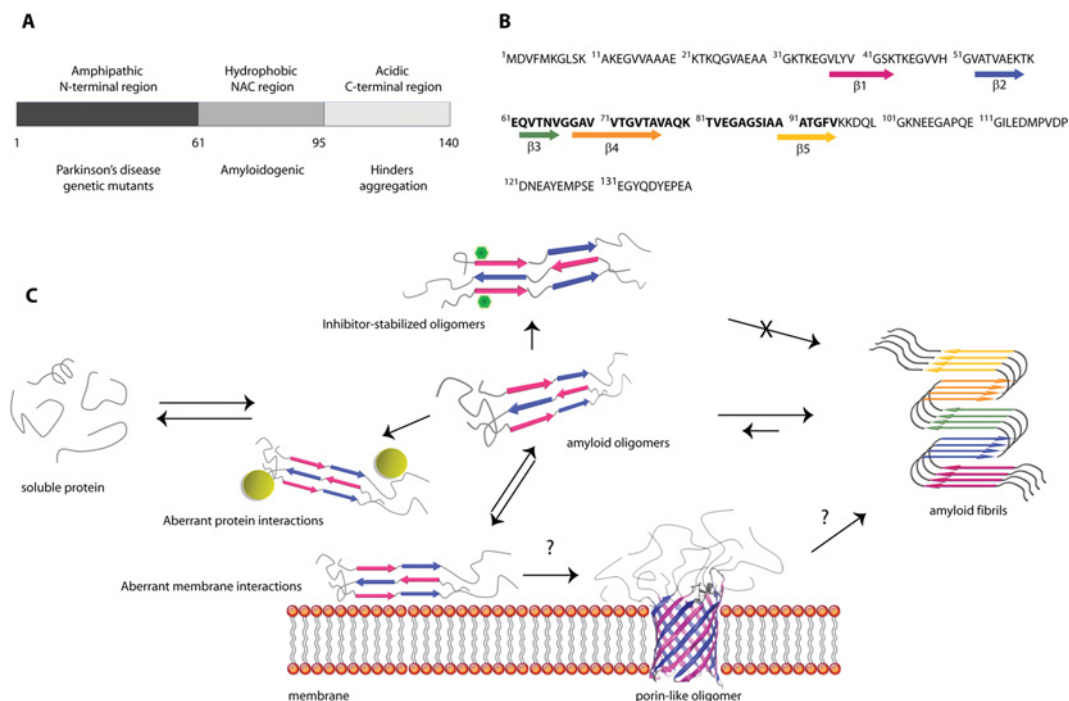 A
Amphipathic
N-terminal region
Hydrophobic
NAC region
Acidic
C-terminal region
1 61 95 140
Parkinson's disease
genetic mutants
Amyloidogenic
Hinders
aggregation
B
¹MDVFMKGLSK ¹¹AKEGVVAAAE ²¹KTKQGVAEAA ³¹GKTKEGVLYV ⁴¹GSKTKEGVVH ⁵¹GVATVAEKTK
β1 β2
⁶¹EQVTNVGGAV ⁷¹VTGVTAVAQK ⁸¹TVEGAGSIAA ⁹¹ATGFVKKDQL ¹⁰¹GKNEEGAPQE ¹¹¹GILEDMPVDP
β3 β4 β5
¹²¹DNEAYEMPSE ¹³¹EGYQDYEPEA
C
Inhibitor-stabilized oligomers
X
soluble protein
amyloid oligomers
amyloid fibrils
Aberrant protein interactions
Aberrant membrane interactions
?
?
membrane
porin-like oligomer